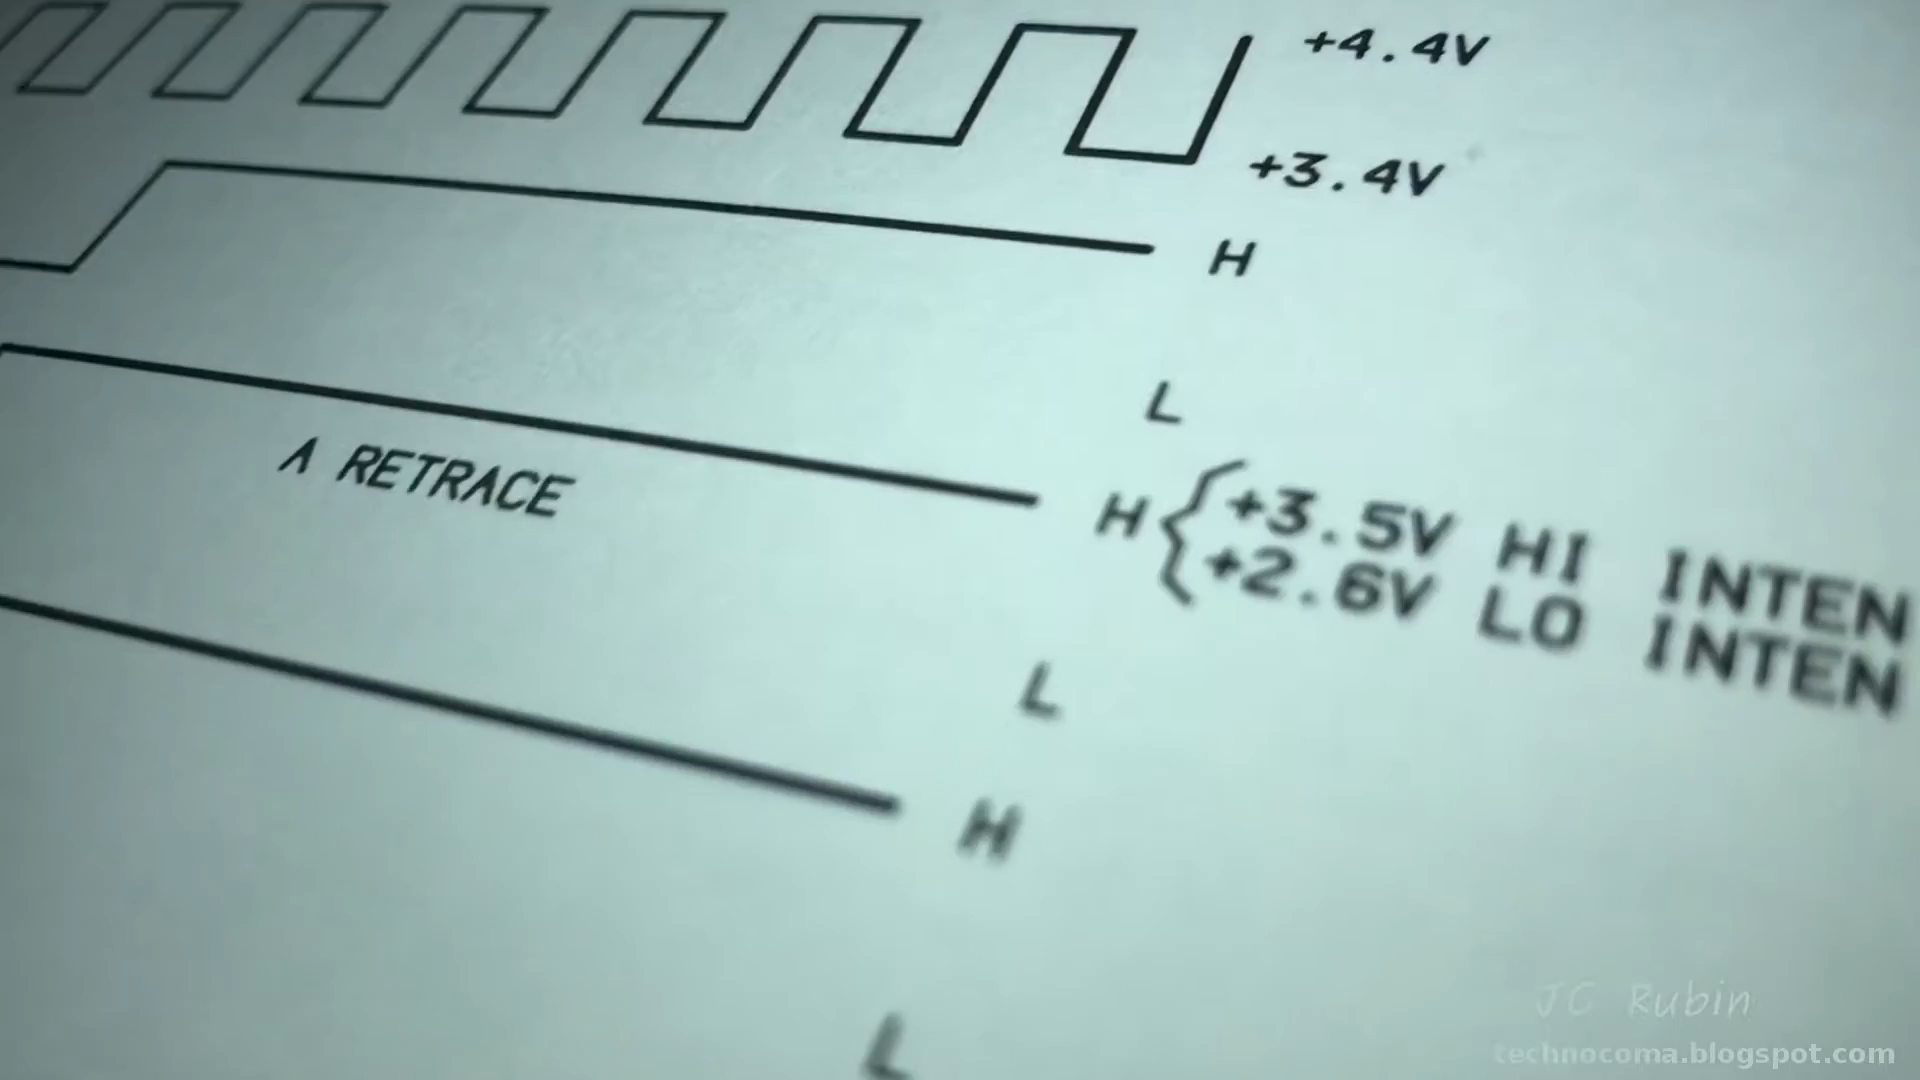 +4.4V
+3.4V
H
L
A RETRACE
H { +3.5V HI INTEN
+2.6V LO INTEN
L
H
L
JC Rubin
technocoma.blogspot.com